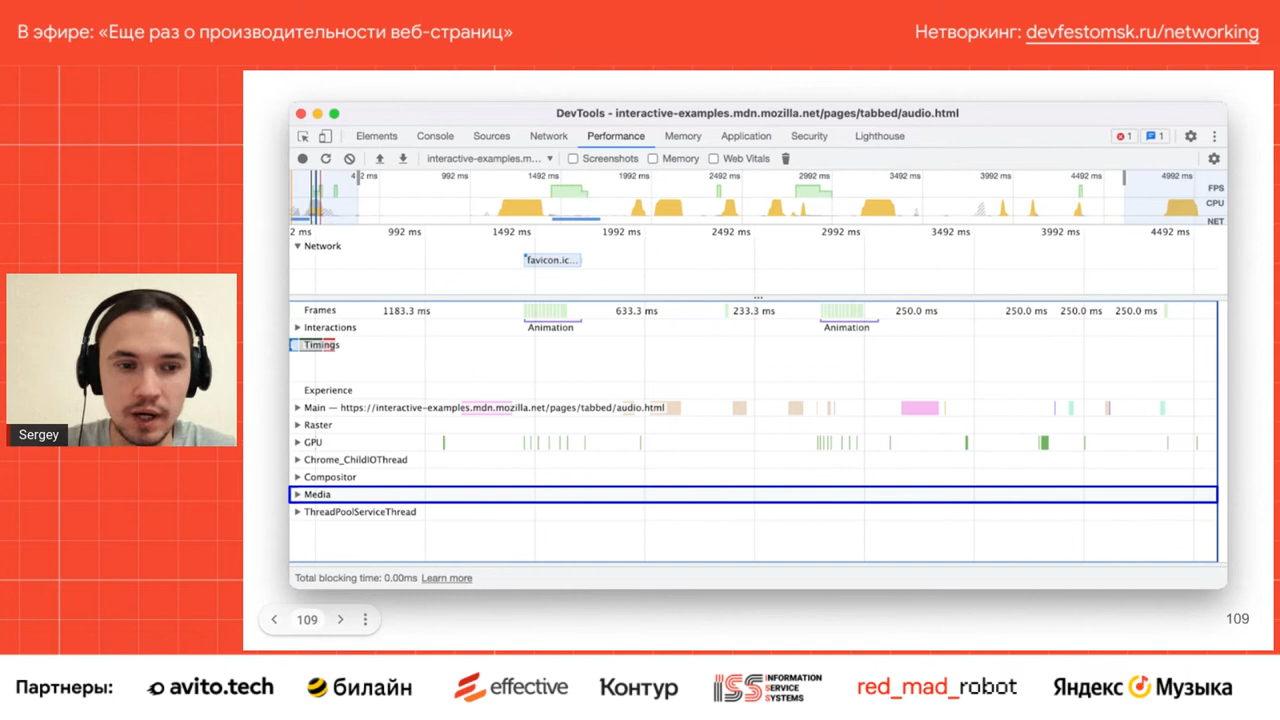 В эфире: «Еще раз о производительности веб-страниц»
Нетворкинг: devfestomsk.ru/networking
DevTools - interactive-examples.mdn.mozilla.net/pages/tabbed/audio.html
Elements Console Sources Network Performance Memory Application Security Lighthouse 1 1
interactive-examples.m... Screenshots Memory Web Vitals
2 ms 992 ms 1492 ms 1992 ms 2492 ms 2992 ms 3492 ms 3992 ms 4492 ms 4992 ms
FPS
CPU
NET
2 ms 992 ms 1492 ms 1992 ms 2492 ms 2992 ms 3492 ms 3992 ms 4492 ms
Network
favicon.ic...
...
Frames 1183.3 ms 633.3 ms 233.3 ms 250.0 ms 250.0 ms 250.0 ms 250.0 ms
Interactions Animation Animation
Timings
Experience
Main — https://interactive-examples.mdn.mozilla.net/pages/tabbed/audio.html
Raster
GPU
Chrome_ChildIOThread
Compositor
Media
ThreadPoolServiceThread
Total blocking time: 0.00ms Learn more
Sergey
109
109
Партнеры: avito.tech билайн effective Контур ISS INFORMATION SERVICE SYSTEMS red_mad_robot Яндекс Музыка